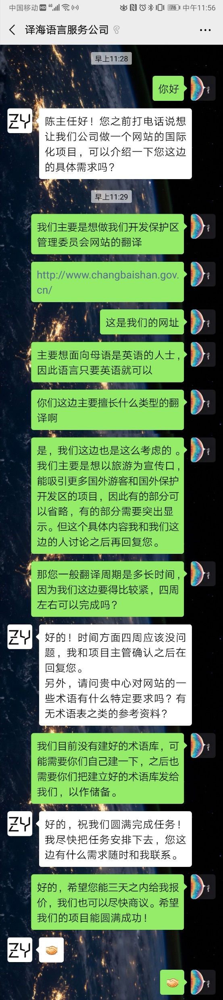 中国移动 HD 4G 76 中午11:56
译海语言服务公司
早上11:28
你好
ZY
陈主任好！您之前打电话说想
让我们公司做一个网站的国际
化项目，可以介绍一下您这边
的具体需求吗？
早上11:29
我们主要是想做我们开发保护区
管理委员会网站的翻译
http://www.changbaishan.gov.
cn/
这是我们的网址
主要想面向母语是英语的人士，
因此语言只要英语就可以
你们这边主要擅长什么类型的翻
译啊
是，我们这边也是这么考虑的 。
我们主要是想以旅游为宣传口，
能吸引更多国外游客和国外保护
开发区的项目，因此有的部分可
以省略，有的部分需要突出显
示。但这个具体内容我和我们这
边的人讨论之后再回复您。
那您一般翻译周期是多长时间，
因为我们这边要得比较紧，四周
左右可以完成吗？
ZY
好的！时间方面四周应该没问
题，我和项目主管确认之后在
回复您。
另外，请问贵中心对网站的一
些术语有什么特定要求吗？有
无术语表之类的参考资料？
我们目前没有建好的术语库，可
能需要你们自己建一下，之后也
需要你们把建立好的术语库发给
我们，以作储备。
ZY
好的，祝我们圆满完成任务！
我尽快把任务安排下去，您这
边有什么需求随时和我联系。
好的，希望您能三天之内给我报
价，我们也可以尽快商议。希望
我们的项目能圆满成功！
ZY